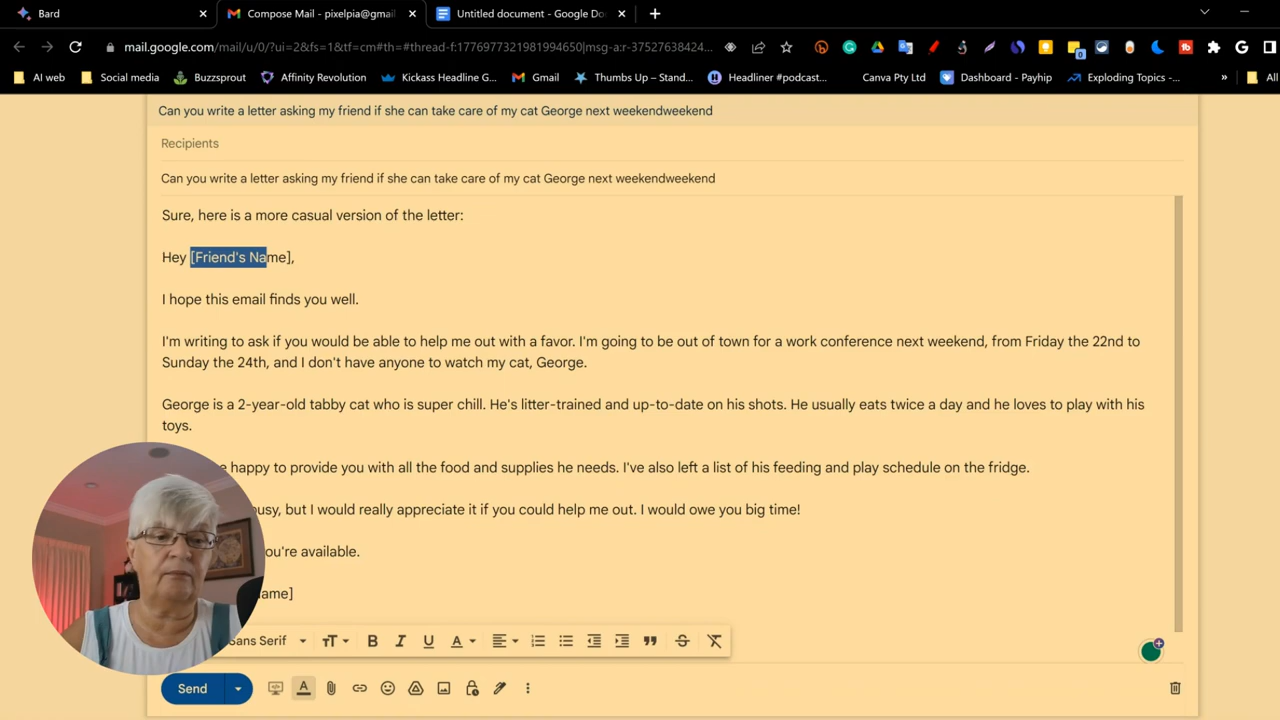 Bard
Compose Mail - pixelpia@gmail
Untitled document - Google Do
mail.google.com/mail/u/0/?ui=2&fs=1&tf=cm#th=#thread-f:1776977321981994650|msg-a:r-37527638424...
AI web
Social media
Buzzsprout
Affinity Revolution
Kickass Headline G...
Gmail
Thumbs Up – Stand...
Headliner #podcast...
Canva Pty Ltd
Dashboard - Payhip
Exploding Topics -...
»
All
Can you write a letter asking my friend if she can take care of my cat George next weekendweekend
Recipients
Can you write a letter asking my friend if she can take care of my cat George next weekendweekend
Sure, here is a more casual version of the letter:
Hey [Friend's Name],
I hope this email finds you well.
I'm writing to ask if you would be able to help me out with a favor. I'm going to be out of town for a work conference next weekend, from Friday the 22nd to
Sunday the 24th, and I don't have anyone to watch my cat, George.
George is a 2-year-old tabby cat who is super chill. He's litter-trained and up-to-date on his shots. He usually eats twice a day and he loves to play with his
toys.
happy to provide you with all the food and supplies he needs. I've also left a list of his feeding and play schedule on the fridge.
but I would really appreciate it if you could help me out. I would owe you big time!
you're available.
Sans Serif
Send